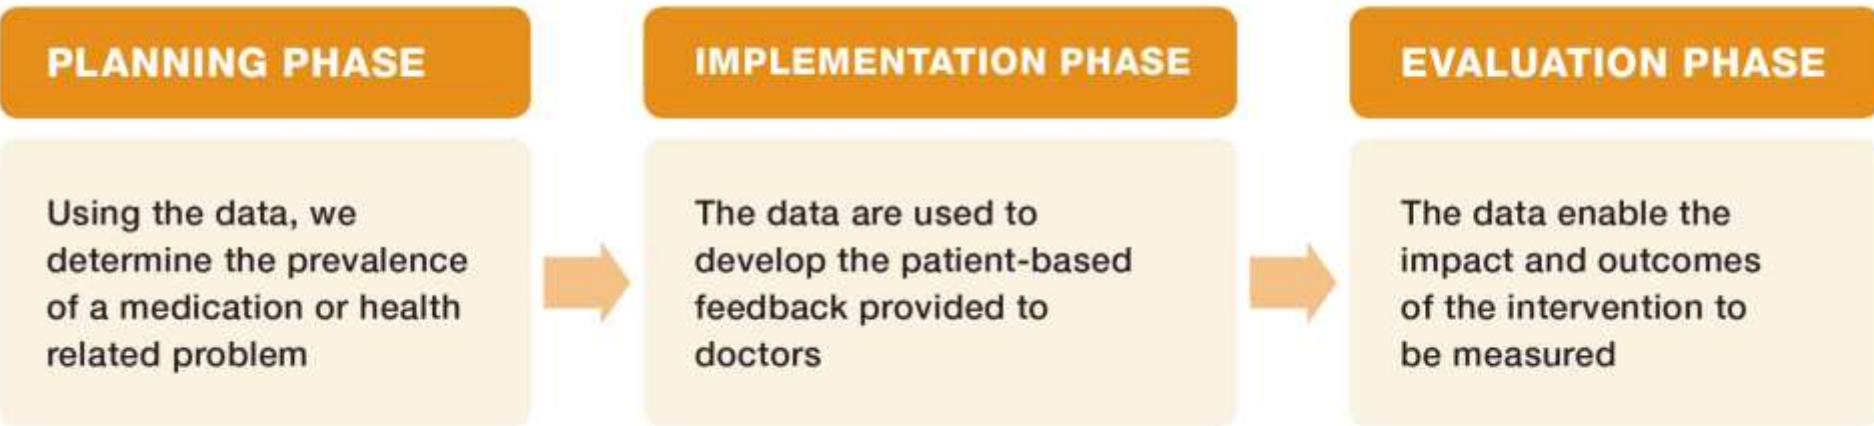 PLANNING PHASE
Using the data, we
determine the prevalence
of a medication or health
related problem
IMPLEMENTATION PHASE
The data are used to
develop the patient-based
feedback provided to
doctors
EVALUATION PHASE
The data enable the
impact and outcomes
of the intervention to
be measured